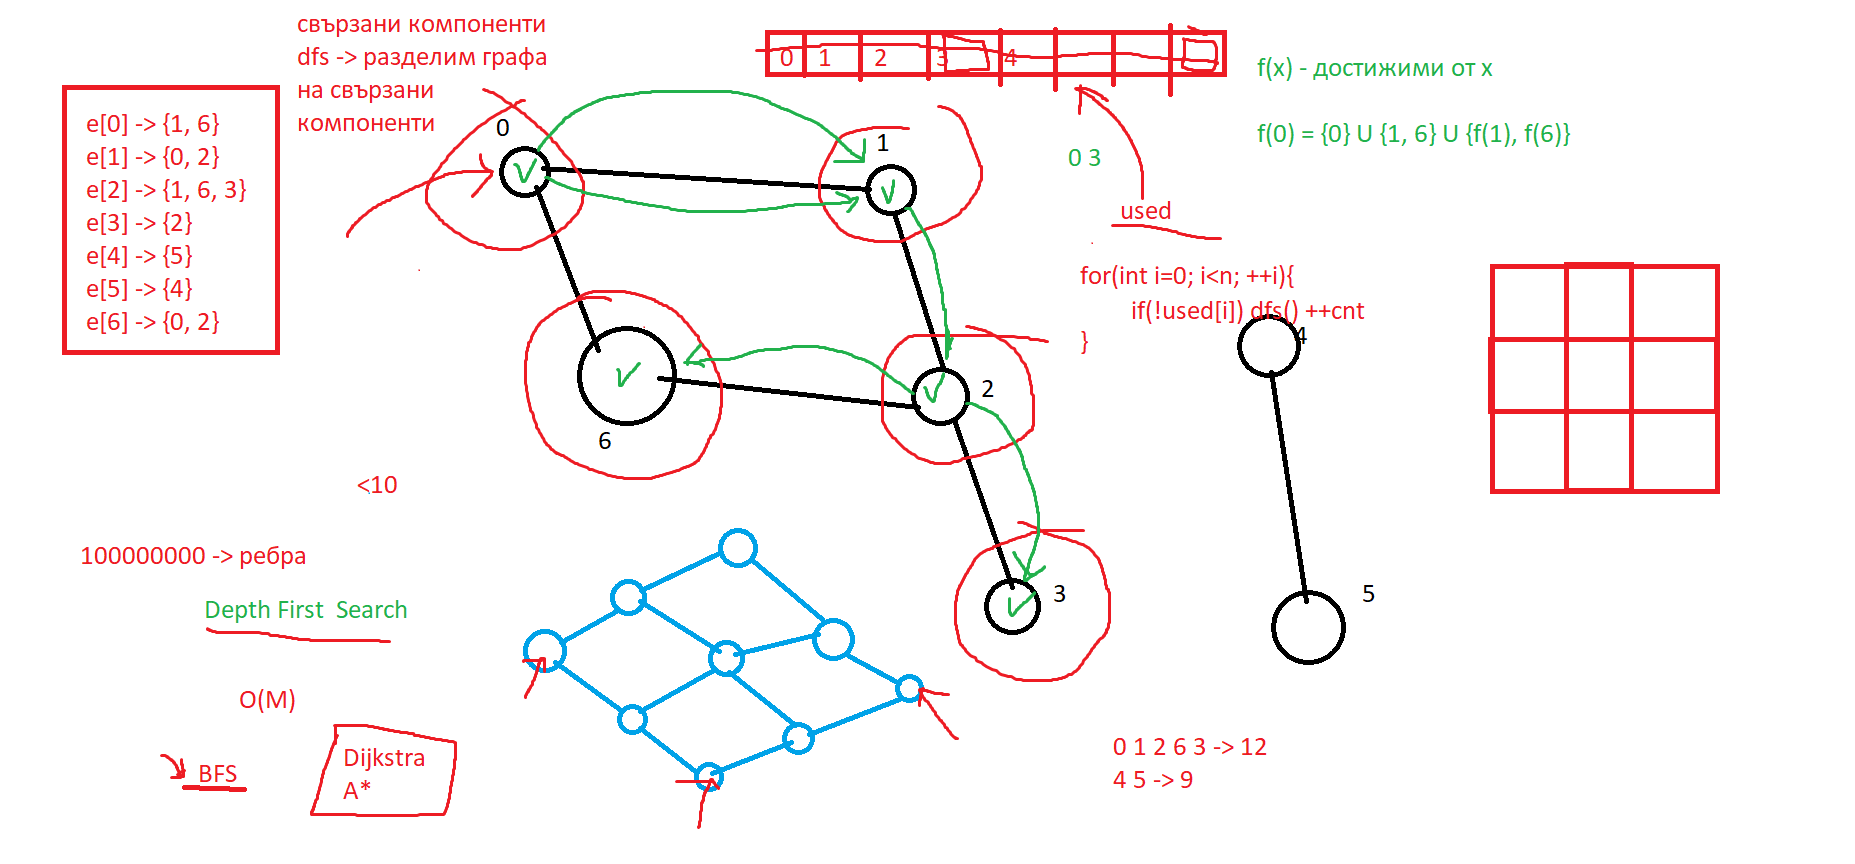 свързани компоненти
dfs -> разделим графа
на свързани
компоненти
e[0] -> {1, 6}
e[1] -> {0, 2}
e[2] -> {1, 6, 3}
e[3] -> {2}
e[4] -> {5}
e[5] -> {4}
e[6] -> {0, 2}
0 1 2 3 4
f(x) - достижими от x
f(0) = {0} U {1, 6} U {f(1), f(6)}
0 3
used
for(int i=0; i<n; ++i){
if(!used[i]) dfs() ++cnt
}
0
1
2
6
3
4
5
<10
100000000 -> ребра
Depth First Search
O(M)
BFS
Dijkstra
A*
0 1 2 6 3 -> 12
4 5 -> 9